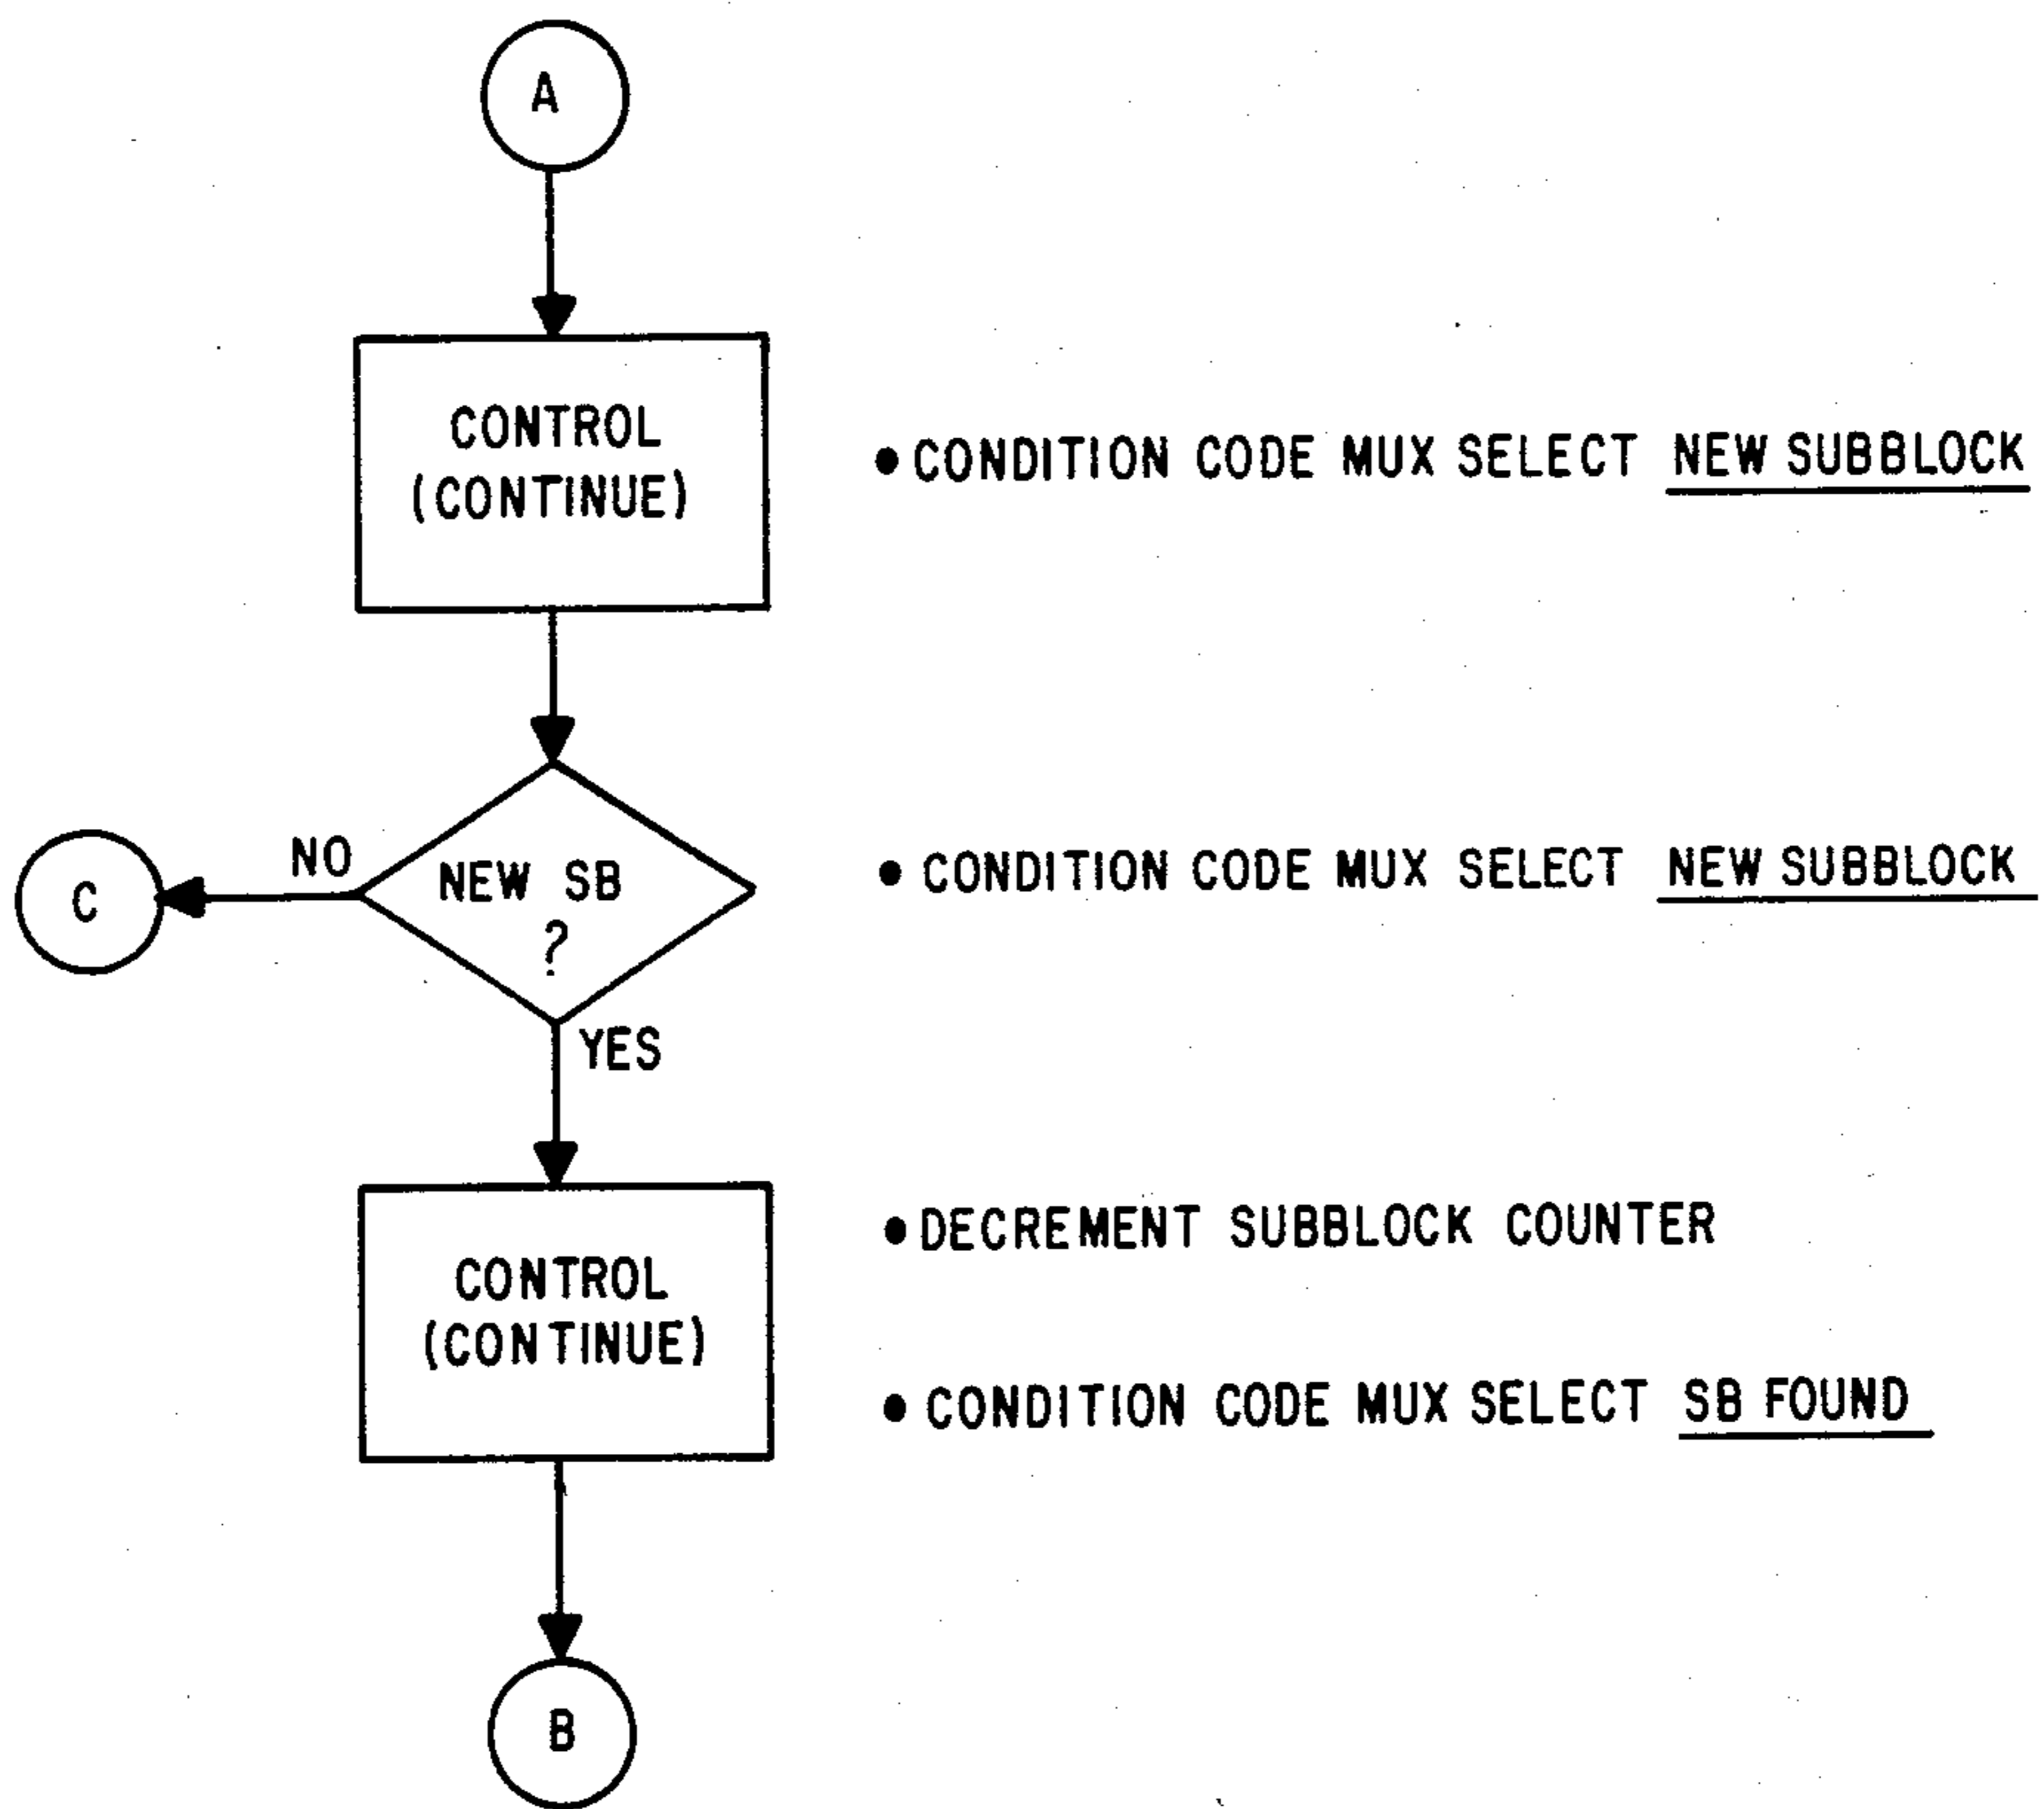 A
CONTROL
(CONTINUE)
● CONDITION CODE MUX SELECT NEW SUBBLOCK
C
NO
NEW SB
?
● CONDITION CODE MUX SELECT NEW SUBBLOCK
YES
CONTROL
(CONTINUE)
● DECREMENT SUBBLOCK COUNTER
● CONDITION CODE MUX SELECT SB FOUND
B